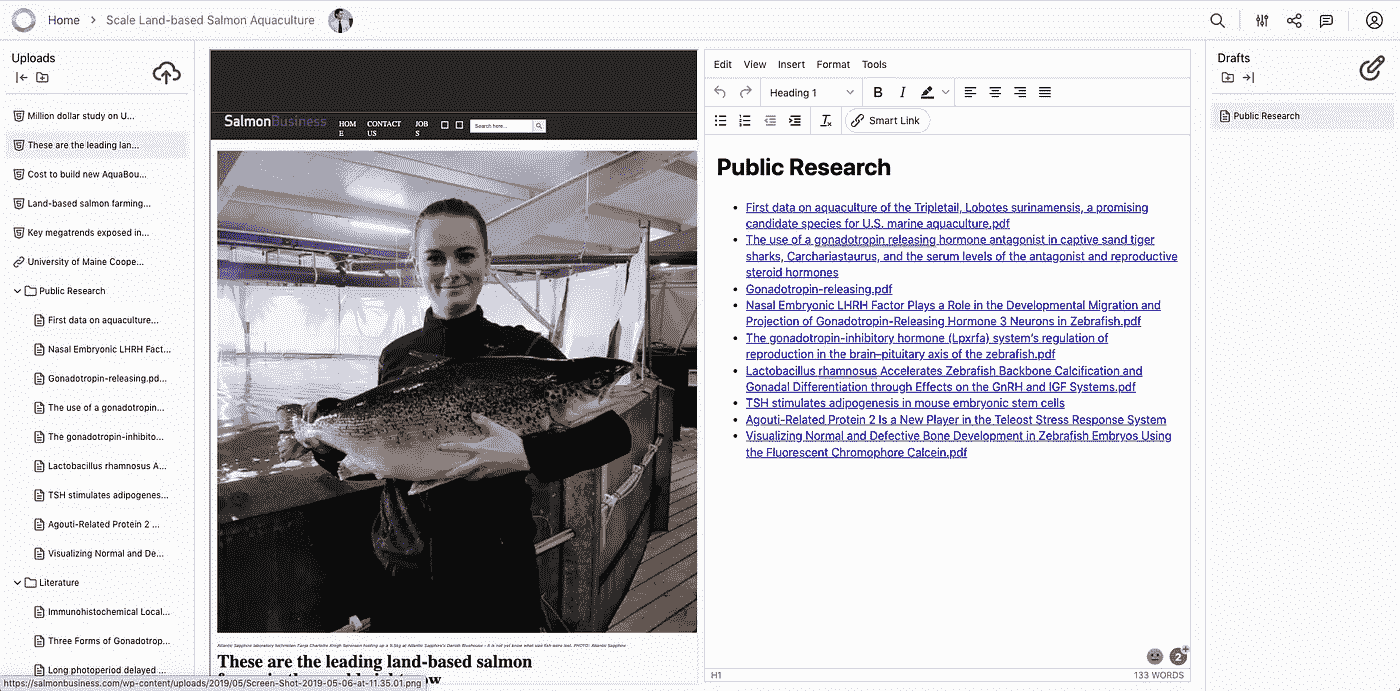 Home > Scale Land-based Salmon Aquaculture
Uploads
Million dollar study on U...
These are the leading lan...
Cost to build new AquaBou...
Land-based salmon farming...
Key megatrends exposed in...
University of Maine Coope...
Public Research
First data on aquaculture...
Nasal Embryonic LHRH Fact...
Gonadotropin-releasing.pd...
The use of a gonadotropin...
The gonadotropin-inhibito...
Lactobacillus rhamnosus A...
TSH stimulates adipogenes...
Agouti-Related Protein 2 ...
Visualizing Normal and De...
Literature
Immunohistochemical Local...
Three Forms of Gonadotrop...
Long photoperiod delayed ...
https://salmonbusiness.com/wp-content/uploads/2019/05/Screen-Shot-2019-05-06-at-11.35.01.png
SalmonBusiness
HOM
E
CONTACT
US
JOB
S
Search here...
Atlantic Sapphire laboratory technician Tanja Charlotte Klingh Sørensen holding up a 9.5kg at Atlantic Sapphire's Danish Bluehouse – it is not yet know what size fish were lost. PHOTO: Atlantic Sapphire
These are the leading land-based salmon
Edit View Insert Format Tools
Heading 1
B I
Smart Link
Public Research
First data on aquaculture of the Tripletail, Lobotes surinamensis, a promising
candidate species for U.S. marine aquaculture.pdf
The use of a gonadotropin releasing hormone antagonist in captive sand tiger
sharks, Carchariastaurus, and the serum levels of the antagonist and reproductive
steroid hormones
Gonadotropin-releasing.pdf
Nasal Embryonic LHRH Factor Plays a Role in the Developmental Migration and
Projection of Gonadotropin-Releasing Hormone 3 Neurons in Zebrafish.pdf
The gonadotropin-inhibitory hormone (Lpxrfa) system's regulation of
reproduction in the brain–pituitary axis of the zebrafish.pdf
Lactobacillus rhamnosus Accelerates Zebrafish Backbone Calcification and
Gonadal Differentiation through Effects on the GnRH and IGF Systems.pdf
TSH stimulates adipogenesis in mouse embryonic stem cells
Agouti-Related Protein 2 Is a New Player in the Teleost Stress Response System
Visualizing Normal and Defective Bone Development in Zebrafish Embryos Using
the Fluorescent Chromophore Calcein.pdf
2
H1
133 WORDS
Drafts
Public Research